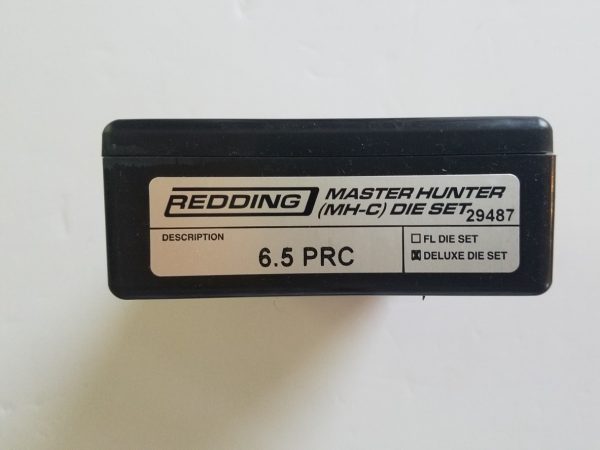 REDDING MASTER HUNTER
(MH-C) DIE SET 29487
DESCRIPTION
6.5 PRC
FL DIE SET
DELUXE DIE SET